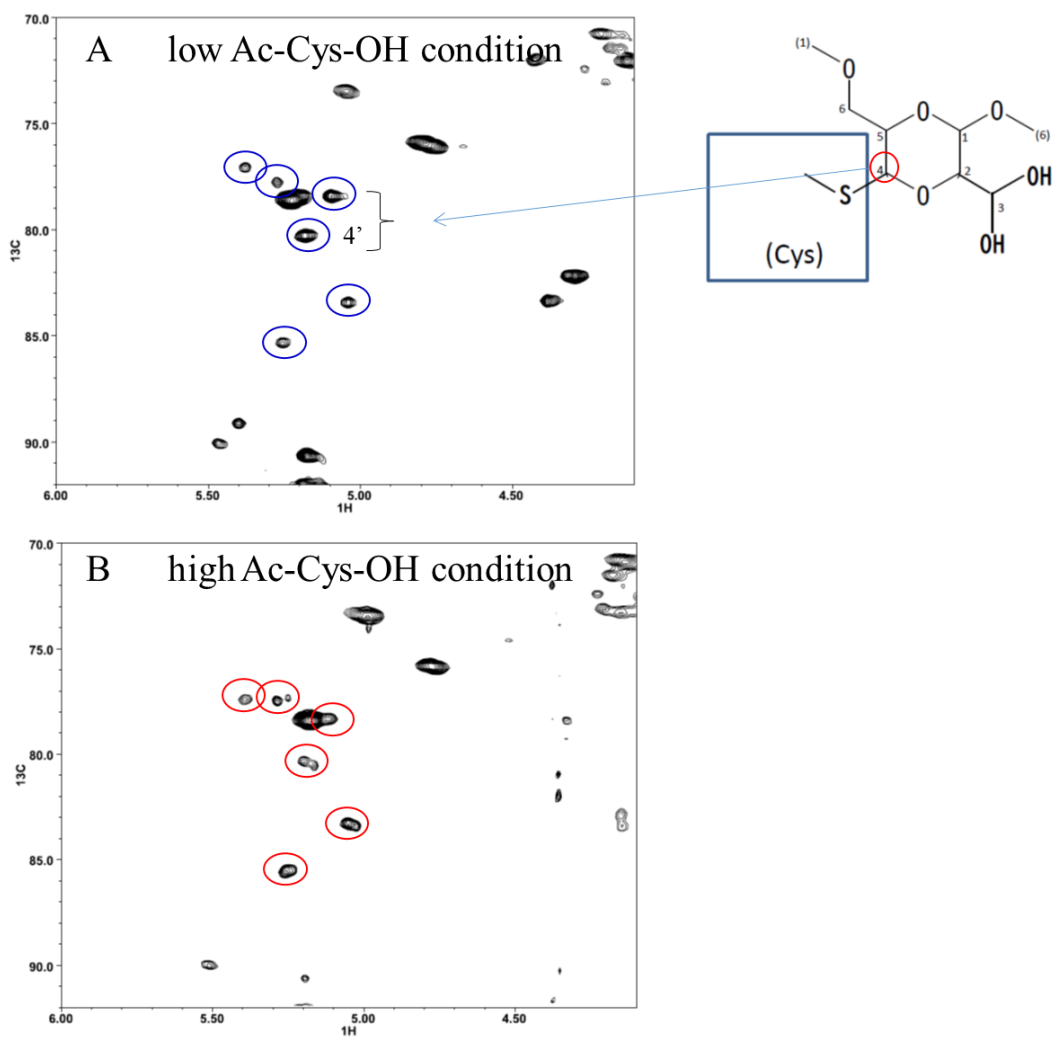 A low Ac-Cys-OH condition
70.0
75.0
80.0
85.0
90.0
13C
4’
6.00 5.50 5.00 4.50
1H
(1)
O
6
O
O
5
1
(6)
4
2
S
O
3
OH
OH
(Cys)
B high Ac-Cys-OH condition
70.0
75.0
80.0
85.0
90.0
13C
6.00 5.50 5.00 4.50
1H